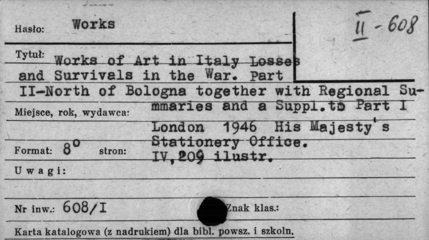 Hasło: Works
II-608
Tytuł: Works of Art in Italy Losses
and Survivals in the War. Part
II-North of Bologna together with Regional Su-
mmaries and a Suppl.to Part I
Miejsce, rok, wydawca:
London 1946 His Majesty's
Stationery Office.
Format: 8° stron: IV,209 ilustr.
Uwagi:
Nr inw.: 608/I Znak klas.:
Karta katalogowa (z nadrukiem) dla bibl. powsz. i szkoln.